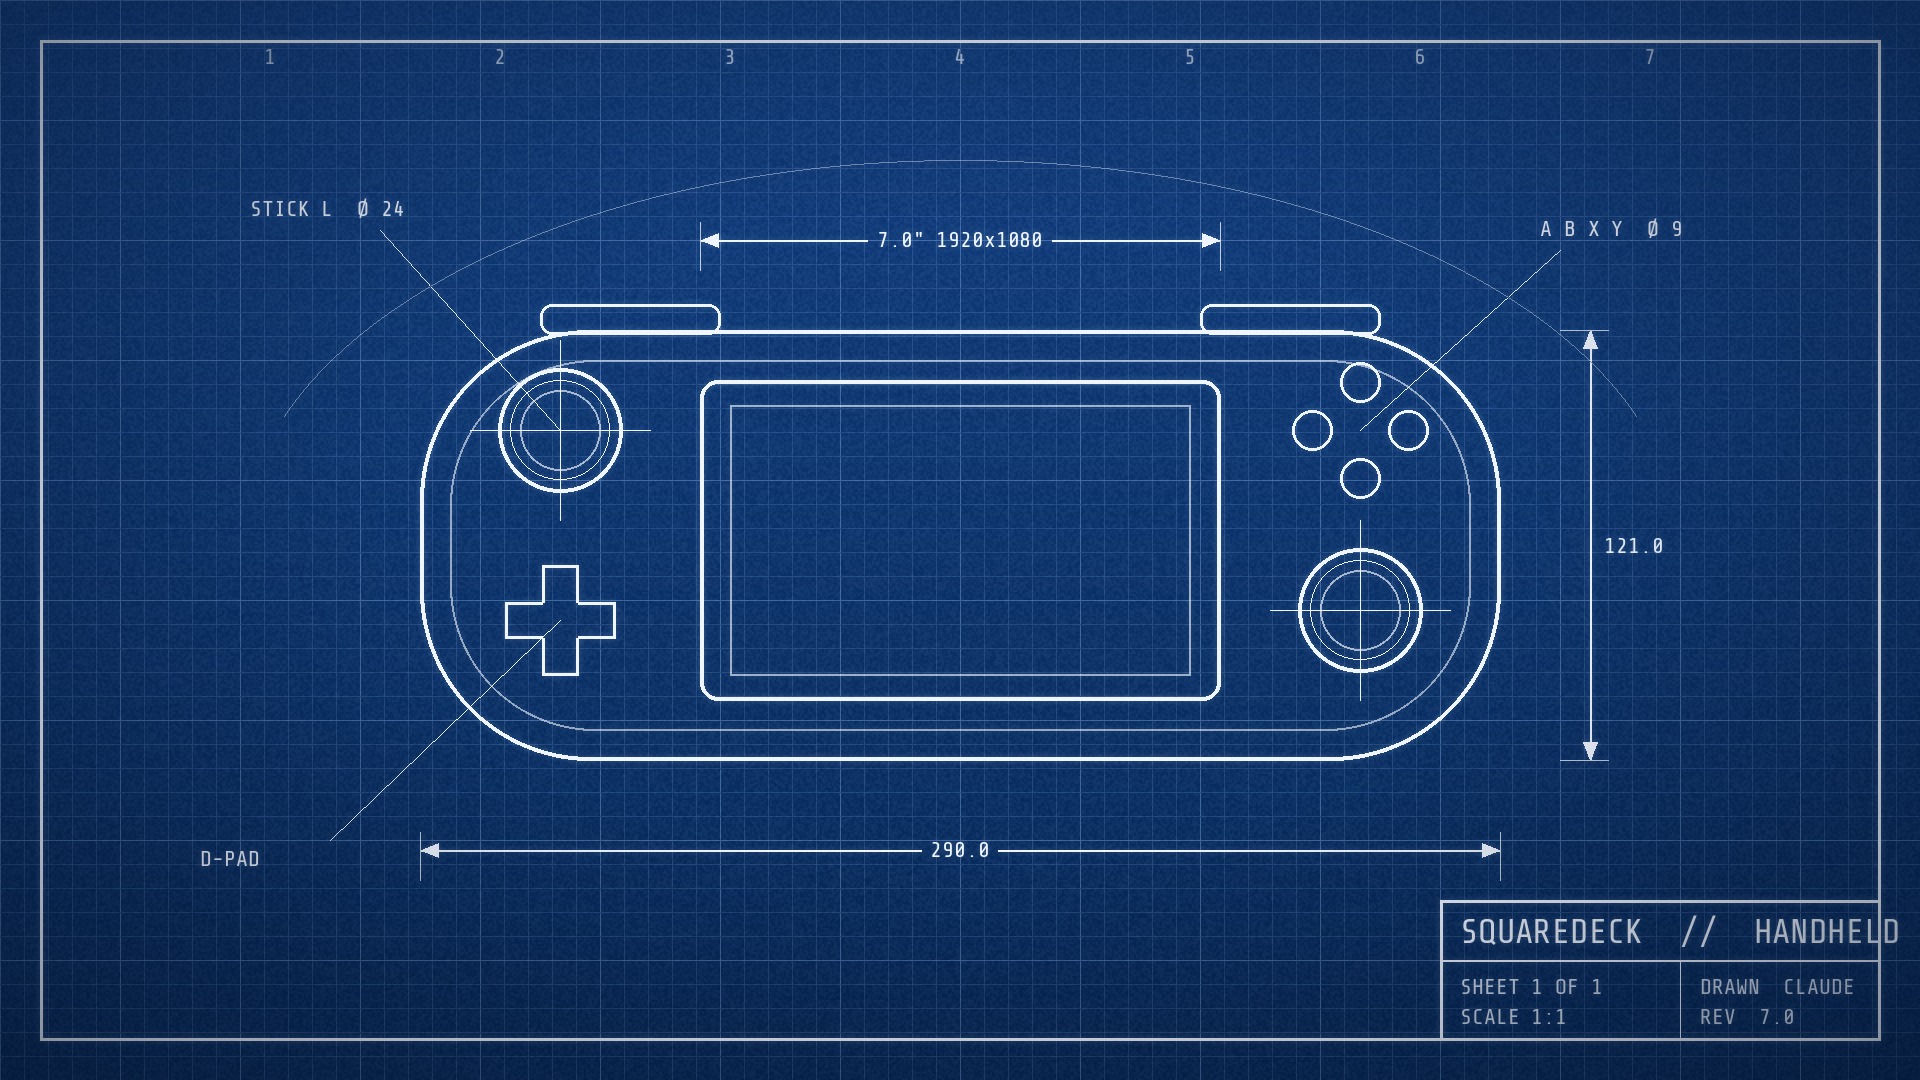 1 2 3 4 5 6 7
STICK L Ø 24
A B X Y Ø 9
7.0" 1920x1080
121.0
290.0
D-PAD
SQUAREDECK // HANDHELD
SHEET 1 OF 1
SCALE 1:1
DRAWN CLAUDE
REV 7.0